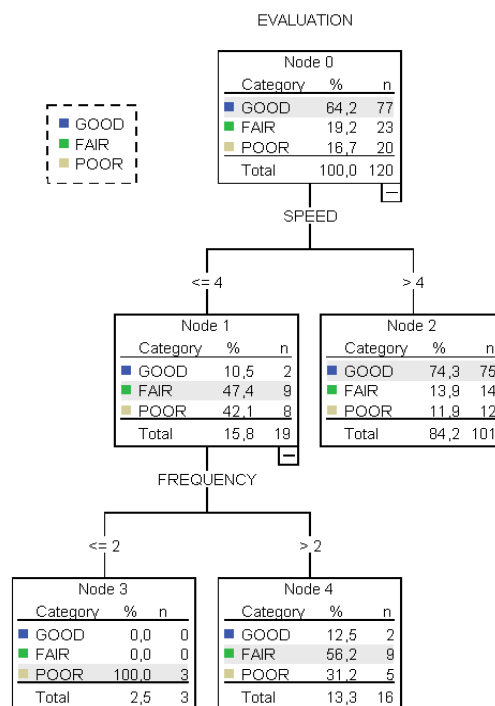 EVALUATION
Node 0
Category % n
GOOD 64,2 77
FAIR 19,2 23
POOR 16,7 20
Total 100,0 120
GOOD
FAIR
POOR
SPEED
<= 4
> 4
Node 1
Category % n
GOOD 10,5 2
FAIR 47,4 9
POOR 42,1 8
Total 15,8 19
Node 2
Category % n
GOOD 74,3 75
FAIR 13,9 14
POOR 11,9 12
Total 84,2 101
FREQUENCY
<= 2
> 2
Node 3
Category % n
GOOD 0,0 0
FAIR 0,0 0
POOR 100,0 3
Total 2,5 3
Node 4
Category % n
GOOD 12,5 2
FAIR 56,2 9
POOR 31,2 5
Total 13,3 16